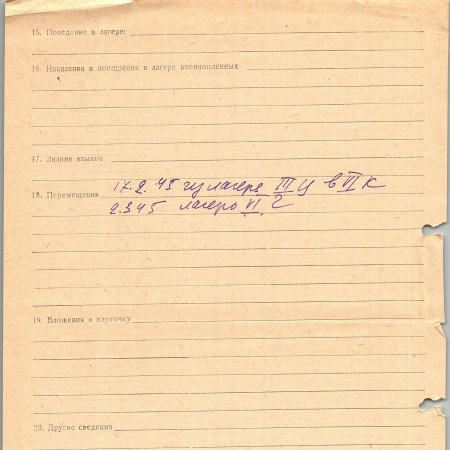 15. Поведение в лагере:
16. Наказания и поощрения в лагере военнопленных
17. Знание языков
18. Перемещения 17.2.45 из лагеря III Ц в VI К
2.3.45 лагерь VI
19. Вложения в карточку
20. Другие сведения